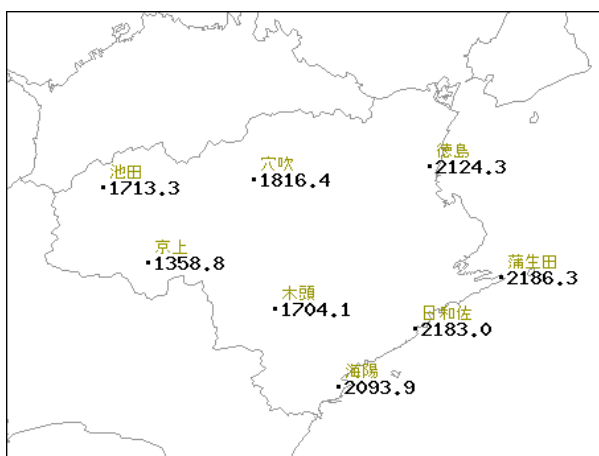 徳島
2124.3
穴吹
1816.4
池田
1713.3
京上
1358.8
蒲生田
2186.3
木頭
1704.1
日和佐
2183.0
海陽
2093.9